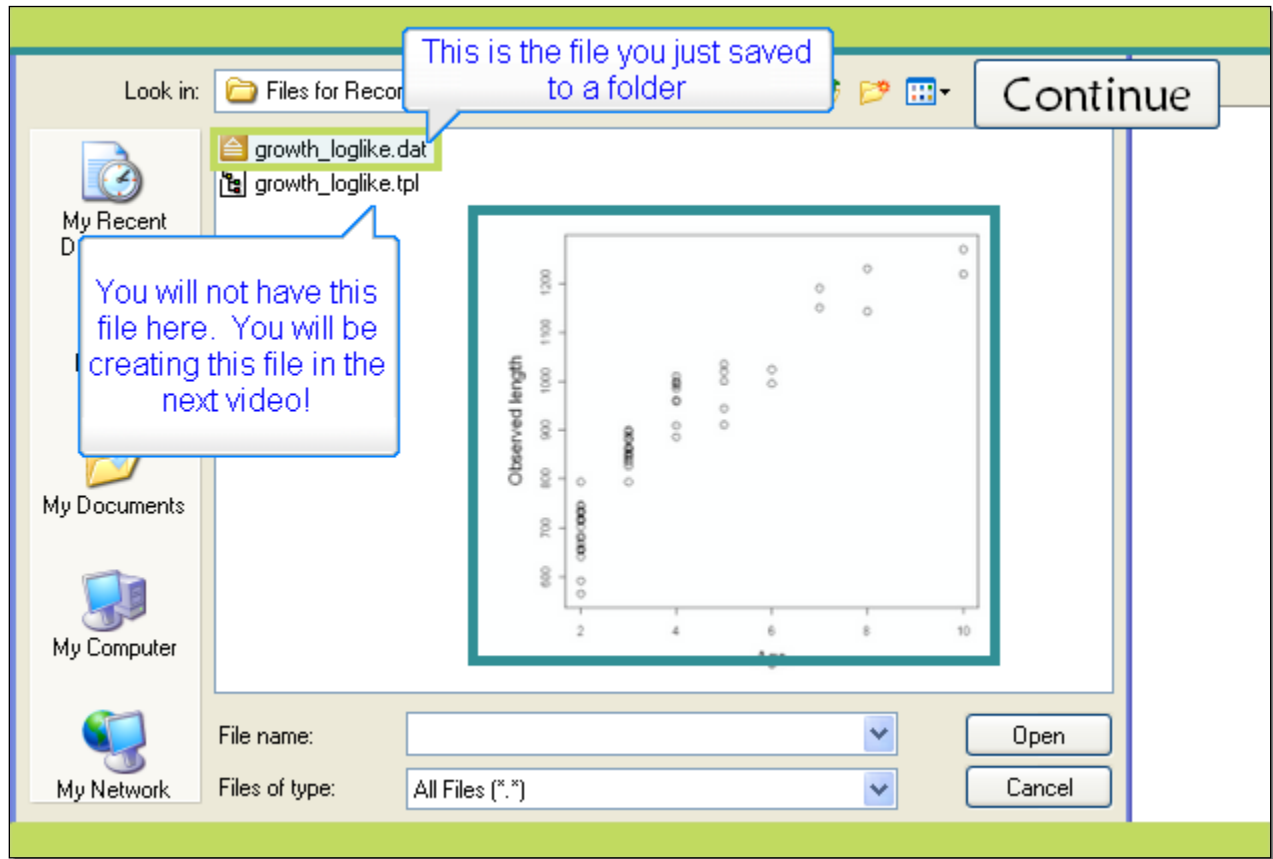 This is the file you just saved
to a folder
Look in:
Files for Recor
Continue
growth_loglike.dat
growth_loglike.tpl
My Recent
You will not have this
file here. You will be
creating this file in the
next video!
My Documents
My Computer
My Network
Observed length
1200
1100
1000
900
800
700
600
2
4
6
8
10
File name:
Open
Files of type:
All Files (*.*)
Cancel